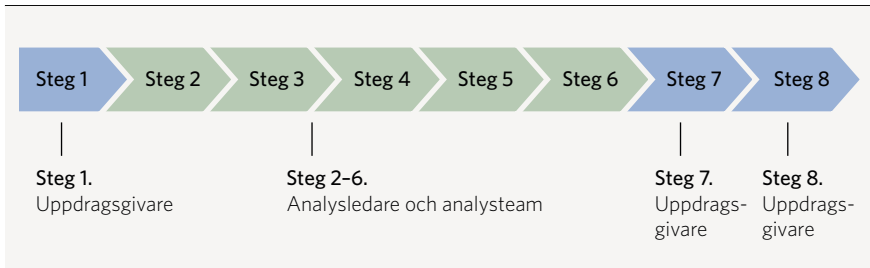 Steg 1 Steg 2 Steg 3 Steg 4 Steg 5 Steg 6 Steg 7 Steg 8
Steg 1.
Uppdragsgivare
Steg 2–6.
Analysledare och analysteam
Steg 7.
Uppdrags-
givare
Steg 8.
Uppdrags-
givare